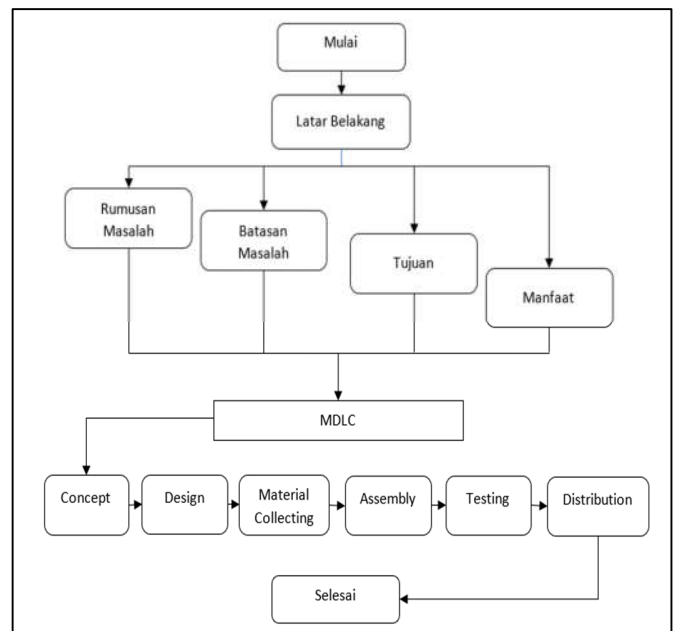 Mulai
Latar Belakang
Rumusan
Masalah
Batasan
Masalah
Tujuan
Manfaat
MDLC
Concept
Design
Material
Collecting
Assembly
Testing
Distribution
Selesai